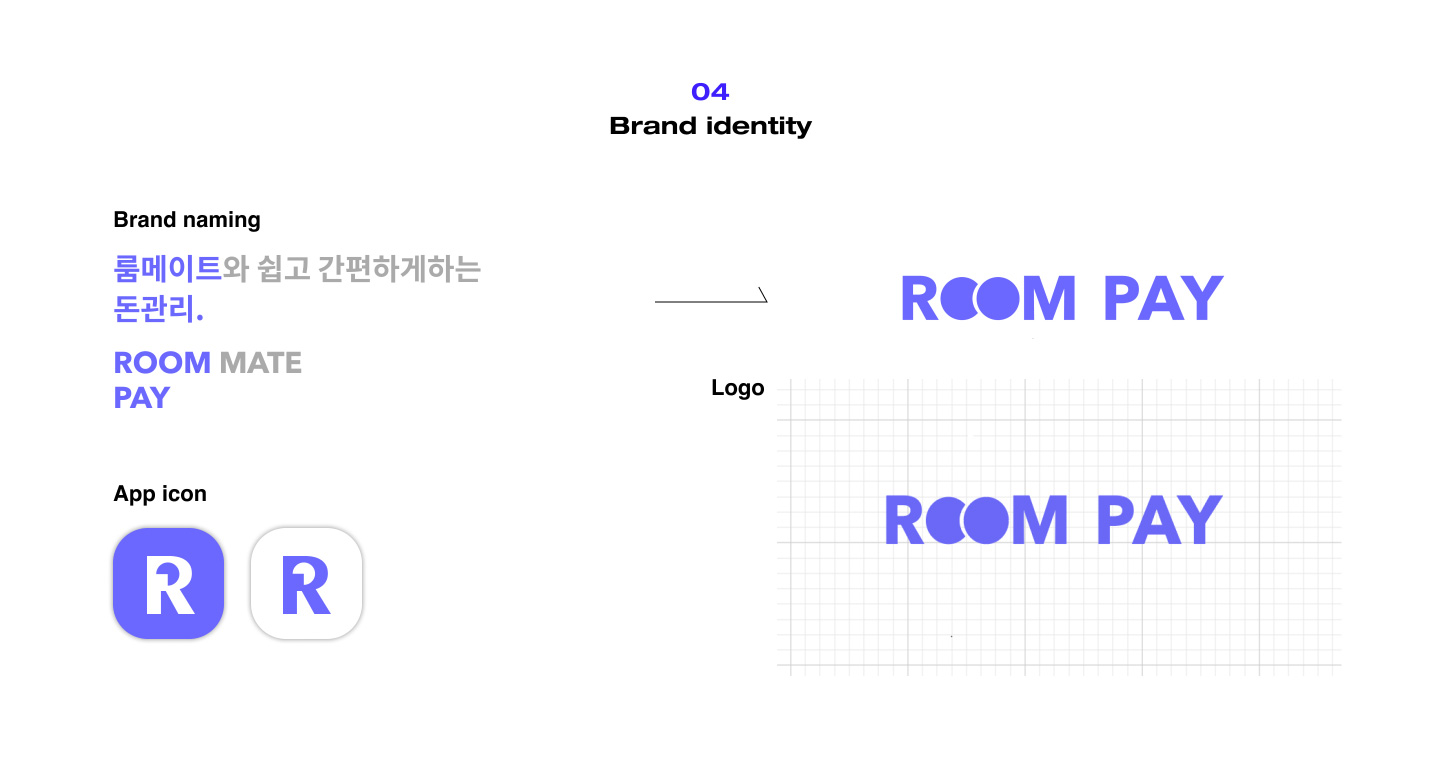 04
Brand identity
Brand naming
룸메이트와 쉽고 간편하게하는
돈관리.
ROOM MATE
PAY
ROOM PAY
Logo
ROOM PAY
App icon
R
R